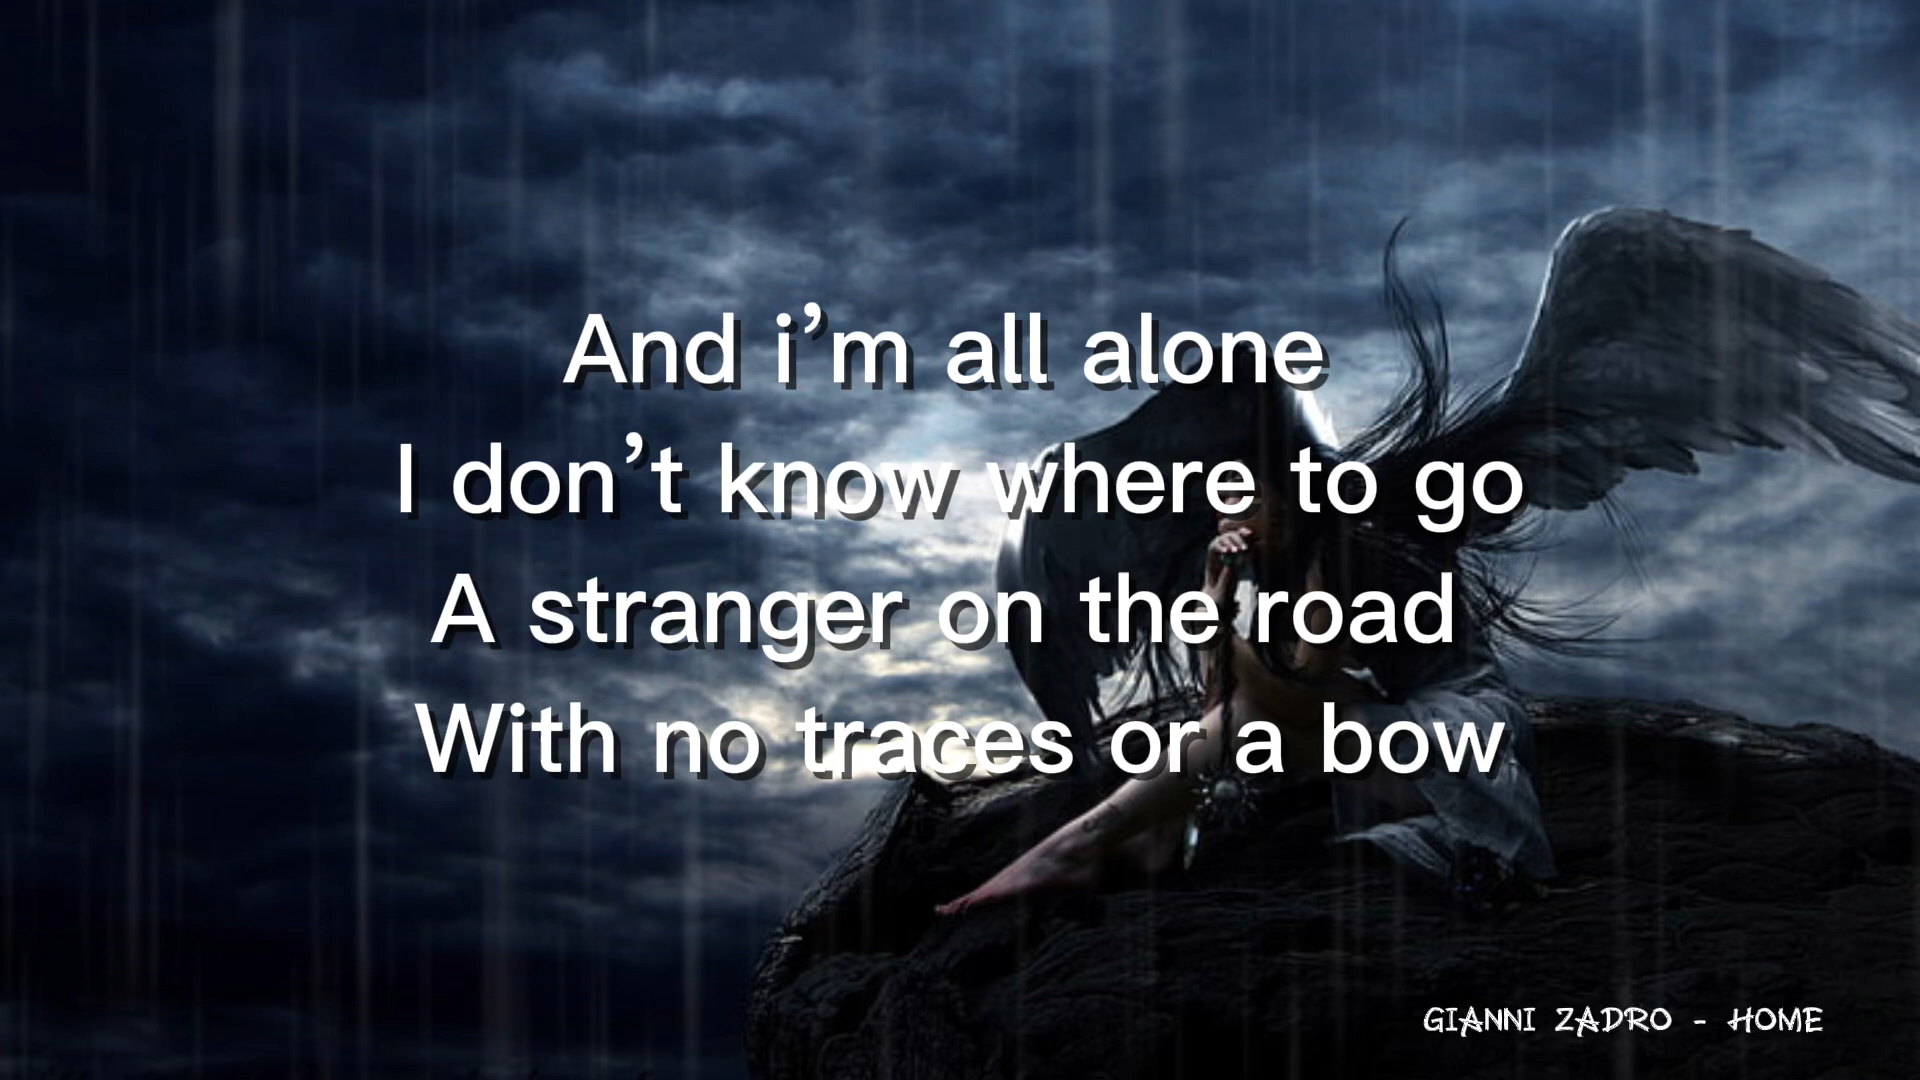 And i’m all alone
I don’t know where to go
A stranger on the road
With no traces or a bow
GIANNI ZADRO - HOME